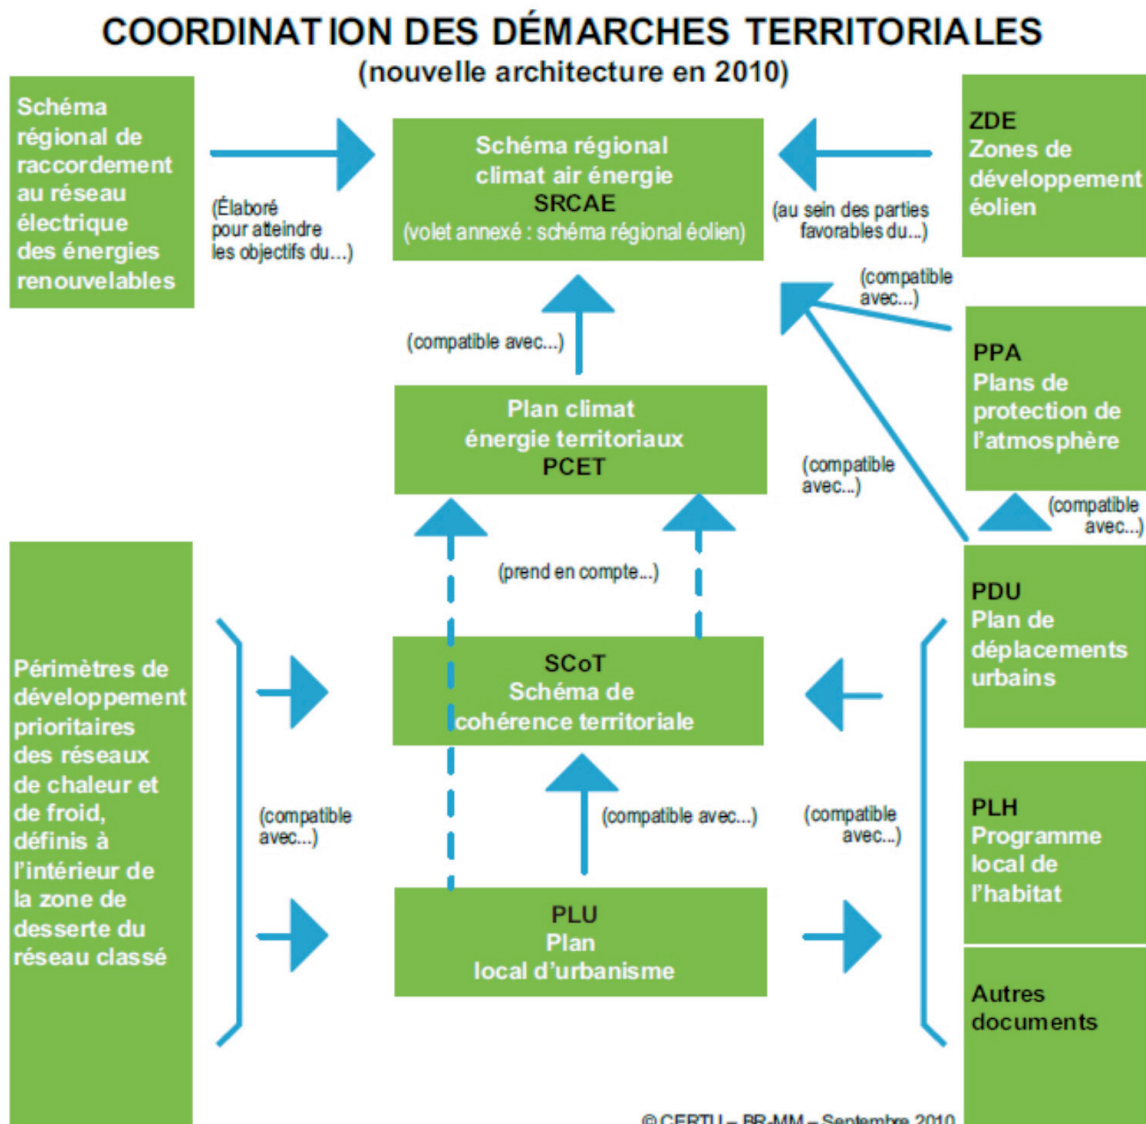 COORDINATION DES DÉMARCHES TERRITORIALES
(nouvelle architecture en 2010)
Schéma
régional de
raccordement
au réseau
électrique
des énergies
renouvelables
(Élaboré
pour atteindre
les objectifs du...)
Schéma régional
climat air énergie
SRCAE
(volet annexé : schéma régional éolien)
(au sein des parties
favorables du...)
ZDE
Zones de
développement
éolien
(compatible
avec...)
(compatible avec...)
PPA
Plans de
protection de
l'atmosphère
Plan climat
énergie territoriaux
PCET
(compatible
avec...)
(compatible
avec...)
(prend en compte...)
PDU
Plan de
déplacements
urbains
Périmètres de
développement
prioritaires
des réseaux
de chaleur et
de froid,
définis à
l'intérieur de
la zone de
desserte du
réseau classé
SCoT
Schéma de
cohérence territoriale
(compatible
avec...)
(compatible avec...)
(compatible
avec...)
PLH
Programme
local de
l'habitat
PLU
Plan
local d'urbanisme
Autres
documents
© CERTU – BR-MM – Septembre 2010